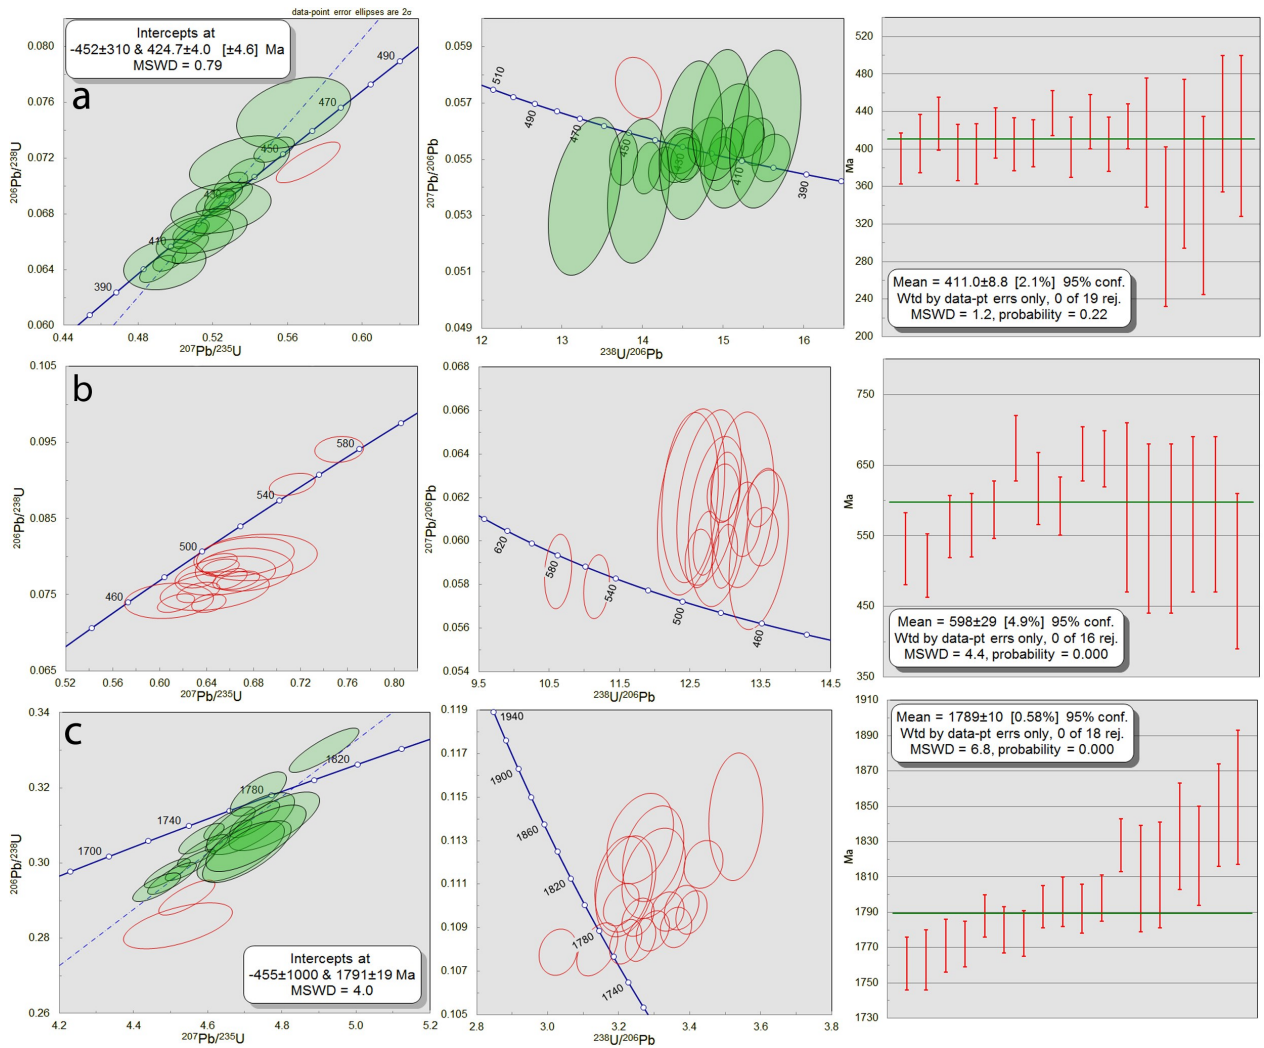 data-point error ellipses are 2σ
Intercepts at
-452±310 & 424.7±4.0 [±4.6] Ma
MSWD = 0.79
a
0.080
0.076
0.072
0.068
0.064
0.060
206Pb/238U
490
470
450
430
410
390
0.44 0.48 0.52 0.56 0.60
207Pb/235U
0.059
0.057
0.055
0.053
0.051
0.049
207Pb/206Pb
510
490
470
450
430
410
390
12 13 14 15 16
238U/206Pb
520
480
440
400
360
320
280
240
200
Ma
Mean = 411.0±8.8 [2.1%] 95% conf.
Wtd by data-pt errs only, 0 of 19 rej.
MSWD = 1.2, probability = 0.22
b
0.105
0.095
0.085
0.075
0.065
206Pb/238U
580
540
500
460
0.52 0.56 0.60 0.64 0.68 0.72 0.76 0.80
207Pb/235U
0.068
0.066
0.064
0.062
0.060
0.058
0.056
0.054
207Pb/206Pb
620
580
540
500
460
9.5 10.5 11.5 12.5 13.5 14.5
238U/206Pb
750
650
550
450
350
Ma
Mean = 598±29 [4.9%] 95% conf.
Wtd by data-pt errs only, 0 of 16 rej.
MSWD = 4.4, probability = 0.000
c
0.34
0.32
0.30
0.28
0.26
206Pb/238U
1820
1780
1740
1700
Intercepts at
-455±1000 & 1791±19 Ma
MSWD = 4.0
4.2 4.4 4.6 4.8 5.0 5.2
207Pb/235U
0.119
0.117
0.115
0.113
0.111
0.109
0.107
0.105
207Pb/206Pb
1940
1900
1860
1820
1780
1740
2.8 3.0 3.2 3.4 3.6 3.8
238U/206Pb
1910
1890
1870
1850
1830
1810
1790
1770
1750
1730
Ma
Mean = 1789±10 [0.58%] 95% conf.
Wtd by data-pt errs only, 0 of 18 rej.
MSWD = 6.8, probability = 0.000